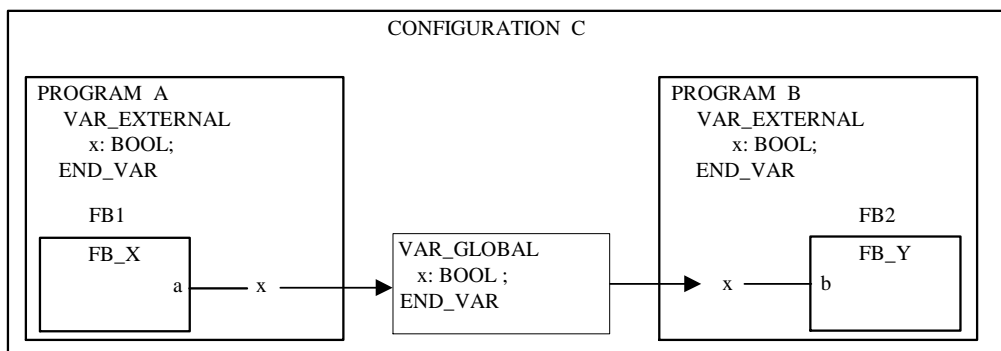 CONFIGURATION C
PROGRAM A
VAR_EXTERNAL
x: BOOL;
END_VAR
FB1
FB_X
a
x
VAR_GLOBAL
x: BOOL ;
END_VAR
PROGRAM B
VAR_EXTERNAL
x: BOOL;
END_VAR
FB2
FB_Y
x
b